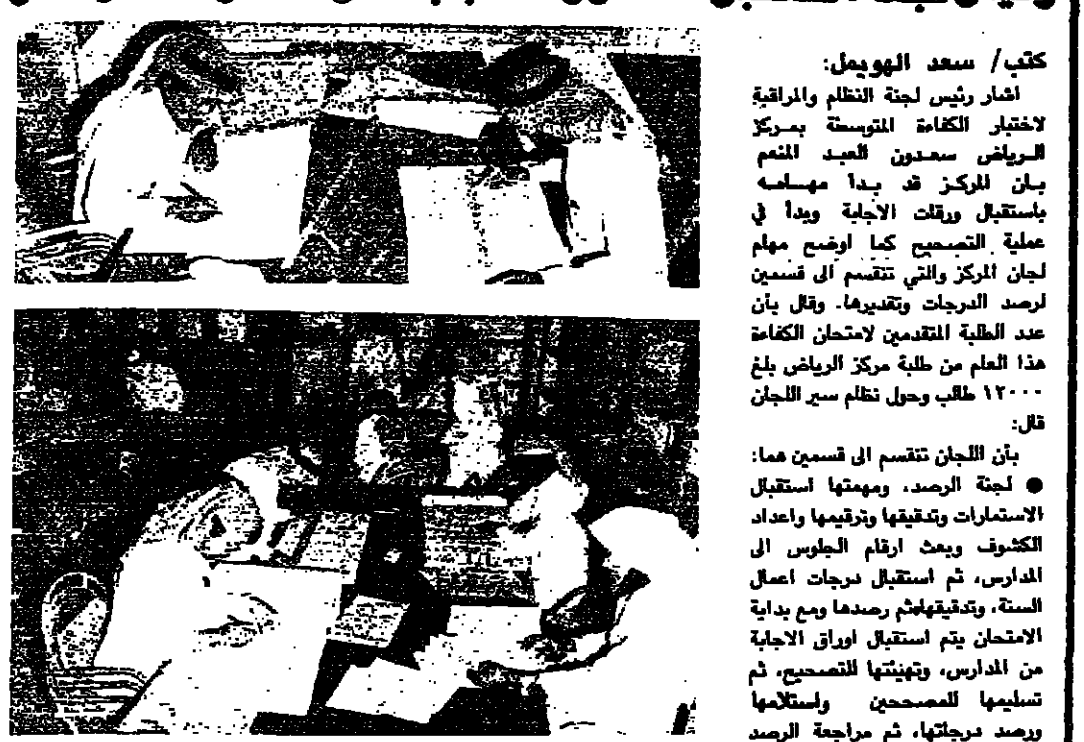 كتب/ سعد الهويمل:
اشار رئيس لجنة النظام والمراقبة
لاختبار الكفاءة المتوسطة بمركز
الرياض سعدون العبد المنعم
بان المركز قد بدأ مهامه
باستقبال ورقات الاجابة وبدأ في
عملية التصحيح كما اوضح مهام
لجان المركز والتي تنقسم الى قسمين
لرصد الدرجات وتقديرها. وقال بأن
عدد الطلبة المتقدمين لامتحان الكفاءة
هذا العام من طلبة مركز الرياض بلغ
١٢٠٠٠ طالب وحول نظام سير اللجان
قال:
بأن اللجان تنقسم الى قسمين هما:
● لجنة الرصد. ومهمتها استقبال
الاستمارات وتدقيقها وترقيمها واعداد
الكشوف وبعث ارقام الجلوس الى
المدارس، ثم استقبال درجات اعمال
السنة، وتدقيقها ثم رصدها ومع بداية
الامتحان يتم استقبال اوراق الاجابة
من المدارس، وتهيئتها للتصحيح، ثم
تسليمها للمصححين واستلامها
ورصد درجاتها، ثم مراجعة الرصد